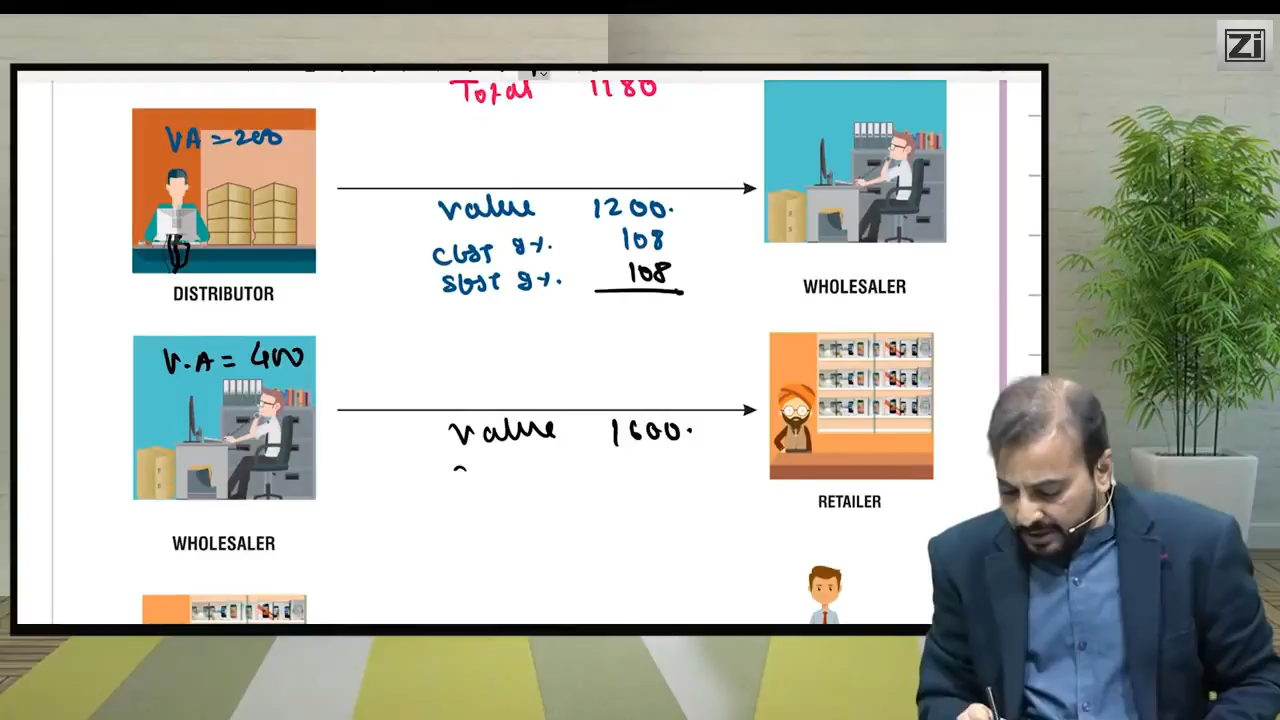 Zi
Total 1180
VA = 200
Value 1200.
CGST 9%. 108
SGST 9%. 108
DISTRIBUTOR
WHOLESALER
V.A = 400
Value 1600.
RETAILER
WHOLESALER